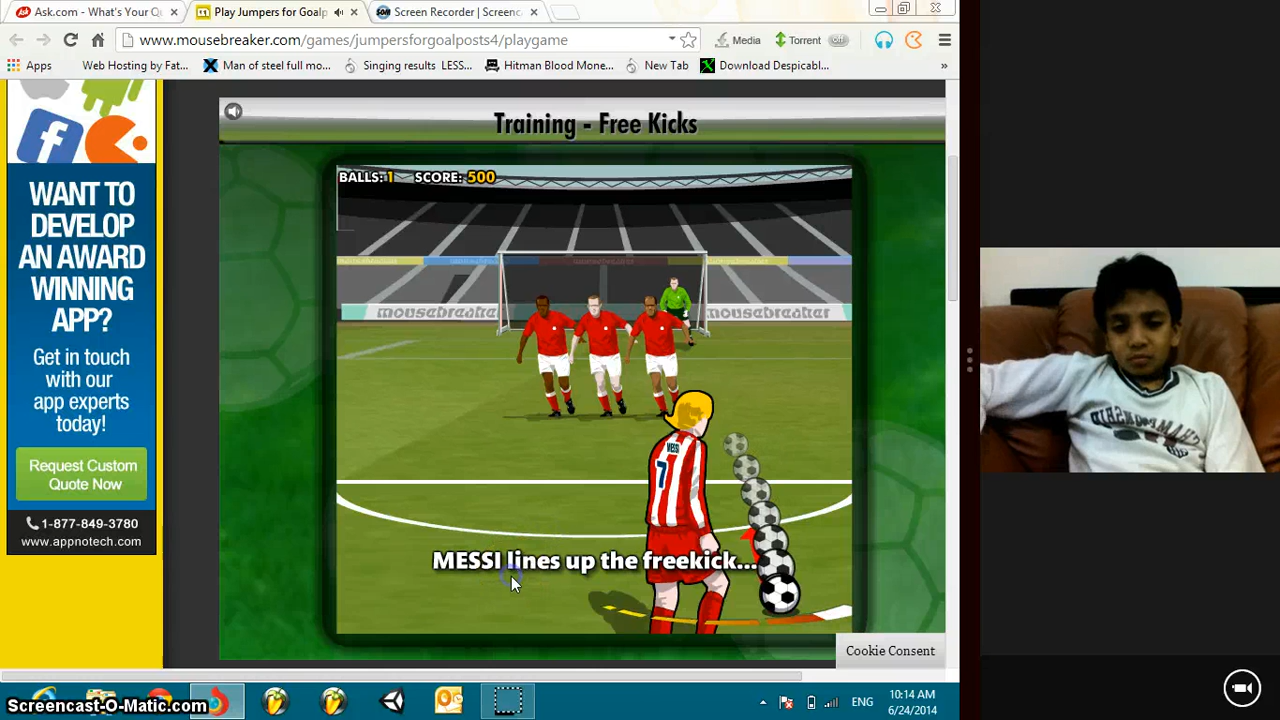 Ask.com - What's Your Qu
Play Jumpers for Goalp
Screen Recorder | Screenc
www.mousebreaker.com/games/jumpersforgoalposts4/playgame
Media
Torrent
Apps
Web Hosting by Fat...
Man of steel full mo...
Singing results LESS...
Hitman Blood Mone...
New Tab
Download Despicabl...
»
WANT TO
DEVELOP
AN AWARD
WINNING
APP?
Get in touch
with our
app experts
today!
Request Custom
Quote Now
1-877-849-3780
www.appnotech.com
Training - Free Kicks
BALLS: 1 SCORE: 500
mousebreaker
mousebreaker
MESSI
7
MESSI lines up the freekick...
Cookie Consent
Screencast-O-Matic.com
ENG
10:14 AM
6/24/2014